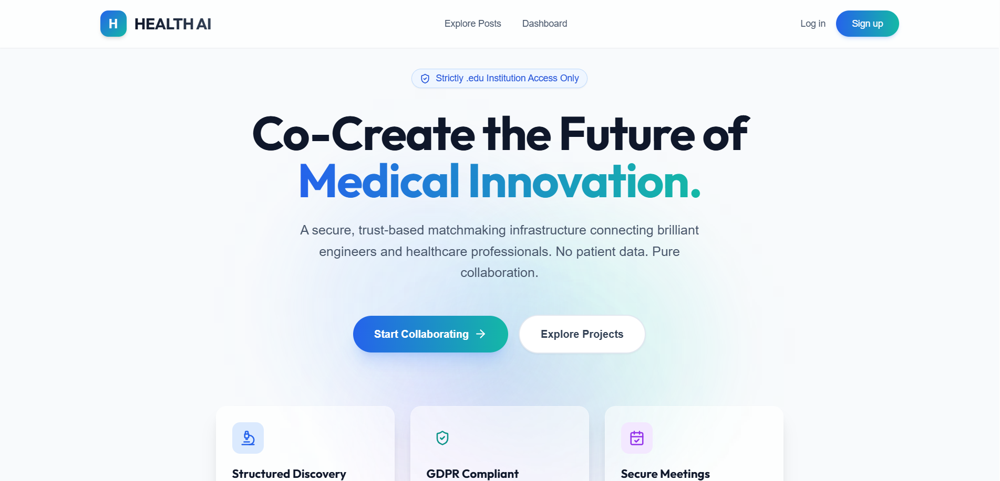 H
HEALTH AI
Explore Posts
Dashboard
Log in
Sign up
Strictly .edu Institution Access Only
Co-Create the Future of
Medical Innovation.
A secure, trust-based matchmaking infrastructure connecting brilliant
engineers and healthcare professionals. No patient data. Pure
collaboration.
Start Collaborating
Explore Projects
Structured Discovery
GDPR Compliant
Secure Meetings